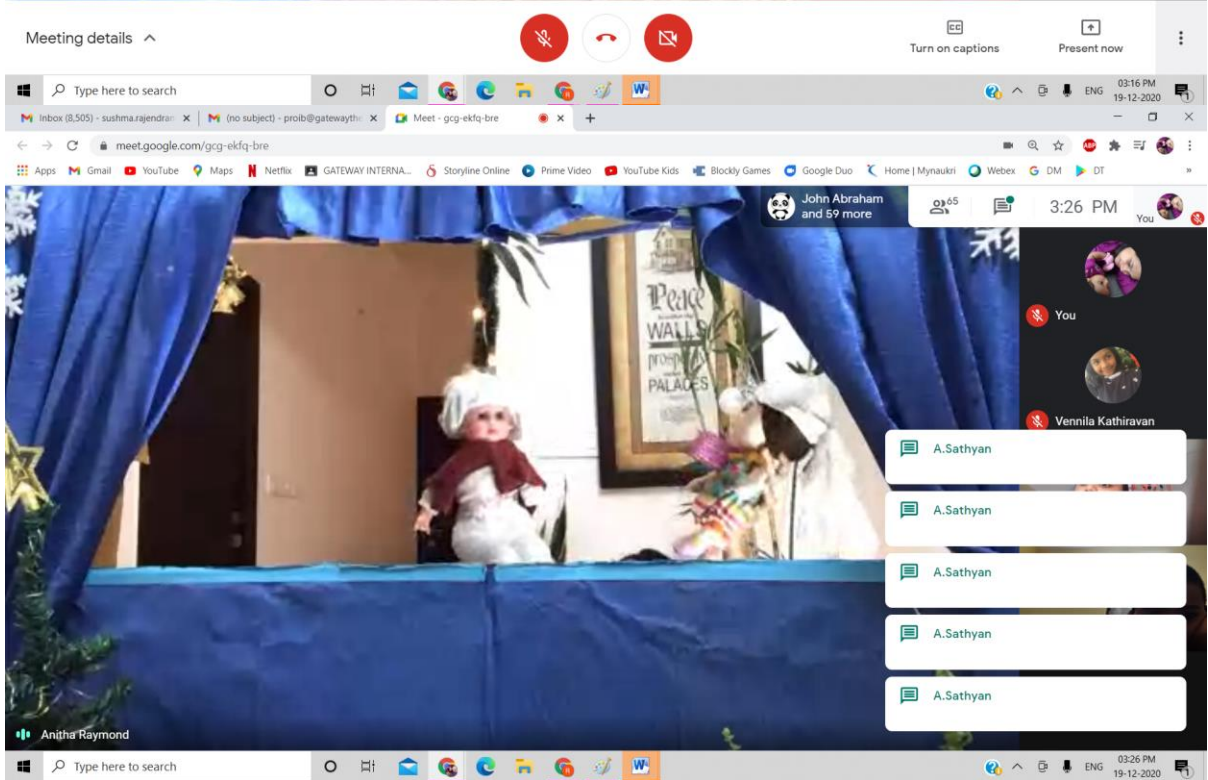 Meeting details
Turn on captions
Present now
Type here to search
W
ENG
03:16 PM
19-12-2020
Inbox (8,505) - sushma.rajendran
(no subject) - proib@gatewaytho
Meet - gcg-ekfq-bre
meet.google.com/gcg-ekfq-bre
ABP
Apps
Gmail
YouTube
Maps
Netflix
GATEWAY INTERNA...
Storyline Online
Prime Video
YouTube Kids
Blockly Games
Google Duo
Home | Mynaukri
Webex
DM
DT
John Abraham
and 59 more
65
3:26 PM
You
You
Vennila Kathiravan
Peace
WALLS
PALACES
A.Sathyan
A.Sathyan
A.Sathyan
A.Sathyan
A.Sathyan
Anitha Raymond
Type here to search
W
ENG
03:26 PM
19-12-2020